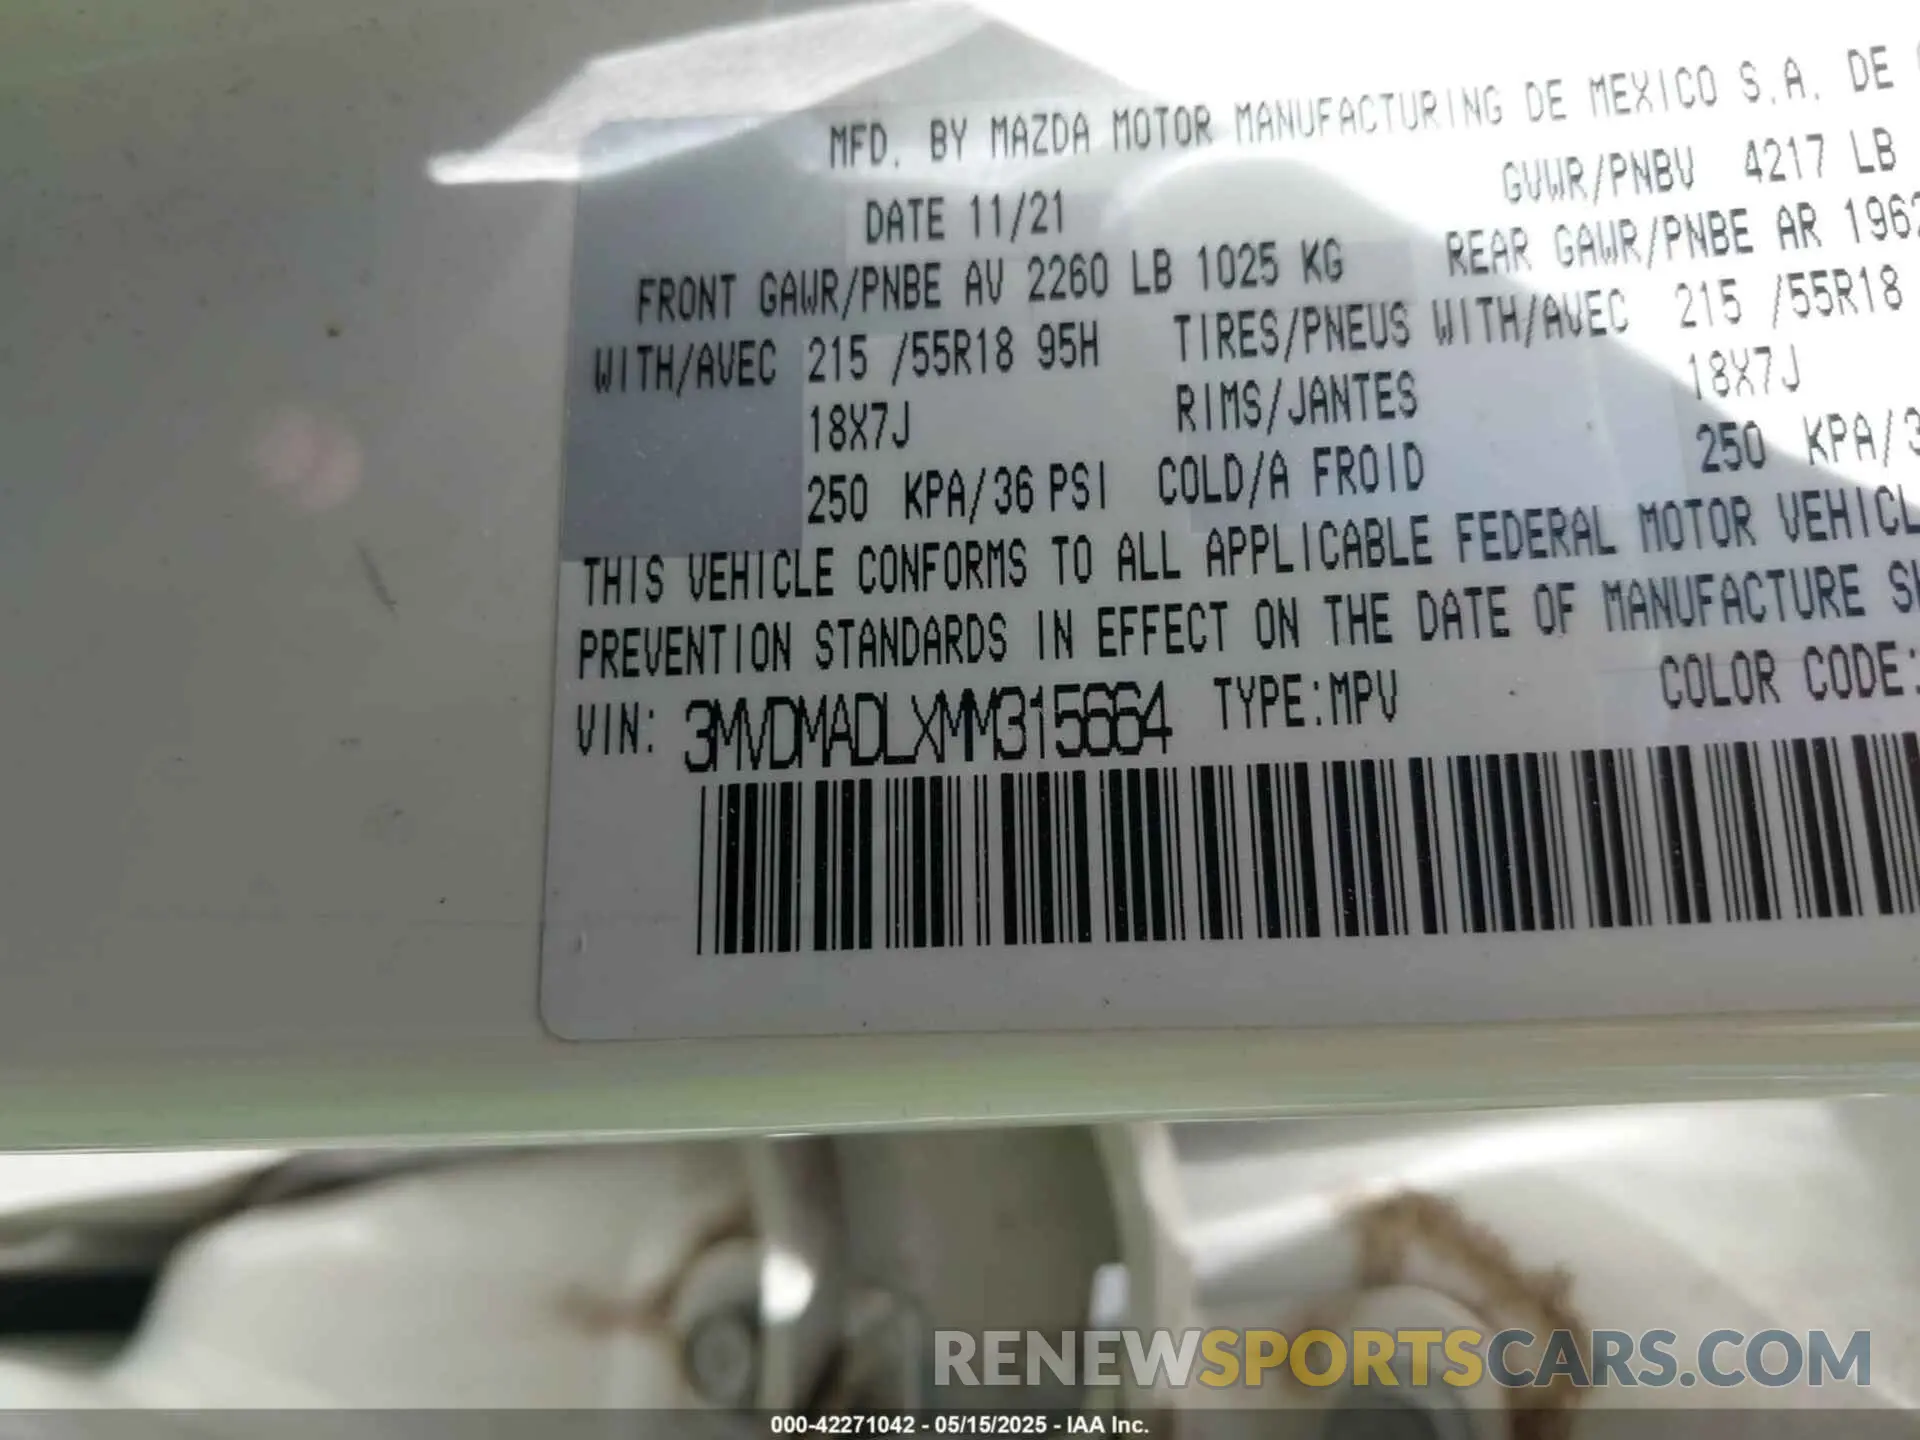 MFD. BY MAZDA MOTOR MANUFACTURING DE MEXICO S.A. DE
DATE 11/21 GVWR/PNBV 4217 LB
FRONT GAWR/PNBE AV 2260 LB 1025 KG REAR GAWR/PNBE AR 1962
WITH/AVEC 215 /55R18 95H TIRES/PNEUS WITH/AVEC 215 /55R18
18X7J RIMS/JANTES 18X7J
250 KPA/36 PSI COLD/A FROID 250 KPA/3
THIS VEHICLE CONFORMS TO ALL APPLICABLE FEDERAL MOTOR VEHICL
PREVENTION STANDARDS IN EFFECT ON THE DATE OF MANUFACTURE SH
VIN: 3MVDMADLXMM315664 TYPE:MPV COLOR CODE:
RENEWSPORTSCARS.COM
000-42271042 - 05/15/2025 - IAA Inc.